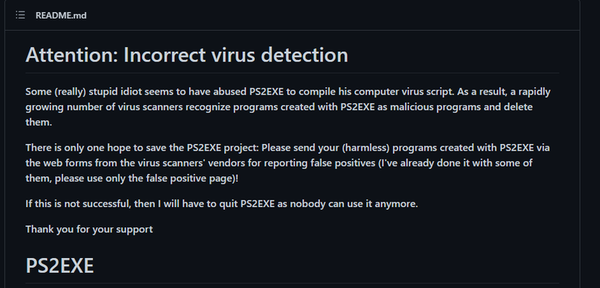 README.md
Attention: Incorrect virus detection
Some (really) stupid idiot seems to have abused PS2EXE to compile his computer virus script. As a result, a rapidly
growing number of virus scanners recognize programs created with PS2EXE as malicious programs and delete
them.
There is only one hope to save the PS2EXE project: Please send your (harmless) programs created with PS2EXE via
the web forms from the virus scanners' vendors for reporting false positives (I've already done it with some of
them, please use only the false positive page)!
If this is not successful, then I will have to quit PS2EXE as nobody can use it anymore.
Thank you for your support
PS2EXE